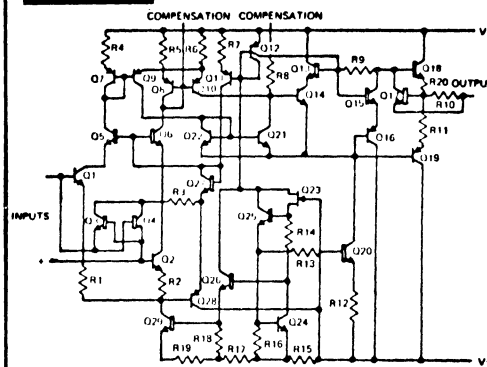 COMPENSATION COMPENSATION
R4
R5
R6
R7
Q12
V
Q7
Q9
Q8
Q10
Q11
R8
Q13
R9
Q18
R20
OUTPUT
Q14
Q15
Q1
R10
Q5
Q6
Q22
Q21
Q16
R11
Q19
Q1
R3
Q23
INPUTS
Q3
Q4
Q25
R14
R13
Q20
+
Q2
R1
R2
Q26
Q28
R12
Q29
R18
R16
Q24
R19
R17
R15
V